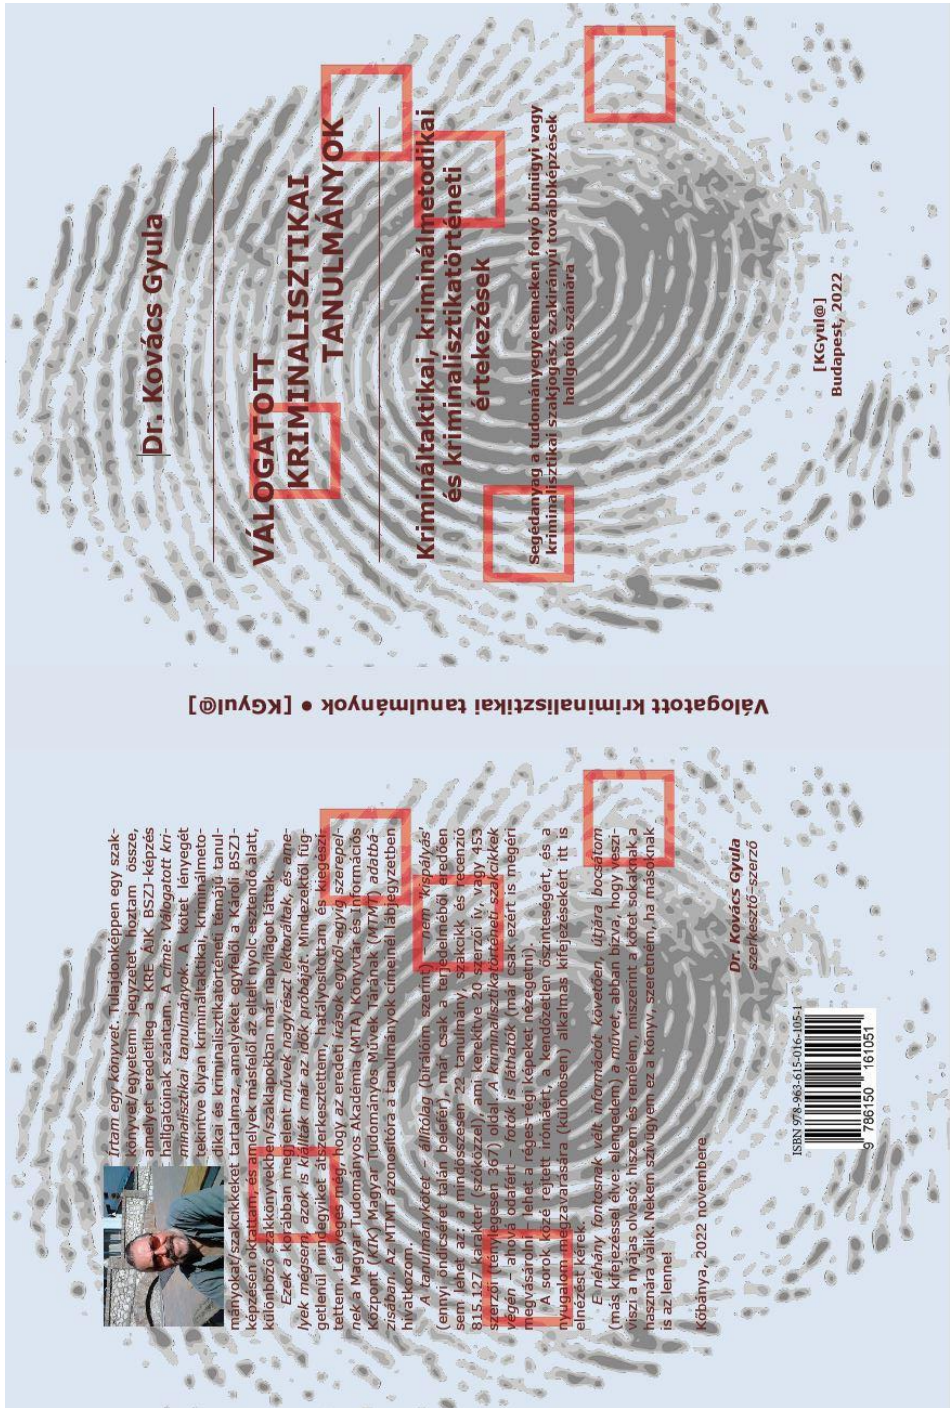 Dr. Kovács Gyula
VÁLOGATOTT
KRIMINALISZTIKAI
TANULMÁNYOK
Krimináltaktikai, kriminálmetodikai
és kriminalisztikatörténeti
értekezések
Segédanyag a tudományegyetemeken folyó bűnügyi vagy
kriminalisztikai szakjogász szakirányú továbbképzések
hallgatói számára
[KGyul@]
Budapest, 2022
Válogatott kriminalisztikai tanulmányok • [KGyul@]
Írtam egy könyvet. Tulajdonképpen egy szak-
könyvet/egyetemi jegyzetet hoztam össze,
amelyet eredetileg a KRE ÁJK BSZJ-képzés
hallgatóinak szántam. A címe: Válogatott kri-
minalisztikai tanulmányok. A kötet lényegét
tekintve olyan krimináltaktikai, kriminálmeto-
dikai és kriminalisztikatörténeti témájú tanul-
mányokat/szakcikkeket tartalmaz, amelyeket egyfelől a Károli BSZJ-
képzésén oktattam, és amelyek másfelől az eltelt nyolc esztendő alatt,
különböző szakkönyvekben/szaklapokban már napvilágot láttak.
Ezek a korábban megjelent művek nagyrészt lektoráltak, és ame-
lyek mégsem, azok is kiállták már az idők próbáját. Mindezektől füg-
getlenül mindegyiket átszerkesztettem, hatályosítottam és kiegészí-
tettem. Lényeges még, hogy az eredeti írások egytől-egyig szerepel-
nek a Magyar Tudományos Akadémia (MTA) Könyvtár és Információs
Központ (KIK) Magyar Tudományos Művek Tárának (MTMT) adatbá-
zisában. Az MTMT azonosítóra a tanulmányok címeinél lábjegyzetben
hivatkozom.
A tanulmánykötet – állítólag (bírálóim szerint) – nem 'kispályás'
(ennyi öndicséret talán belefér), már csak a terjedelméből eredően
sem lehet az: a mindösszesen 22 tanulmány, szakcikk és recenzió
815.127 karakter (szóközzel), ami kerekítve 20 szerzői ív, vagy 453
szerzői (ténylegesen 367) oldal. A kriminalisztikatörténeti szakcikkek
végén – ahová odafért – fotók is láthatók (már csak ezért is megéri
megvásárolni – lehet a réges-régi képeket nézegetni).
A sorok közé rejtett iróniáért, a kendőzetlen őszinteségért, és a
nyugalom megzavarására (különösen) alkalmas kifejezésekért itt is
elnézést kérek.
E néhány fontosnak vélt információt követően, útjára bocsátom
(más kifejezéssel élve elengedem) a művet, abban bízva, hogy veszi-
viszi a nyájas olvasó; hiszem és remélem, miszerint a kötet sokaknak a
hasznára válik. Nekem szívügyem ez a könyv, szeretném, ha másoknak
is az lenne!
Kőbánya, 2022 novembere
Dr. Kovács Gyula
szerkesztő–szerző
ISBN 978-963-615-016-105-1
9 786150 161051